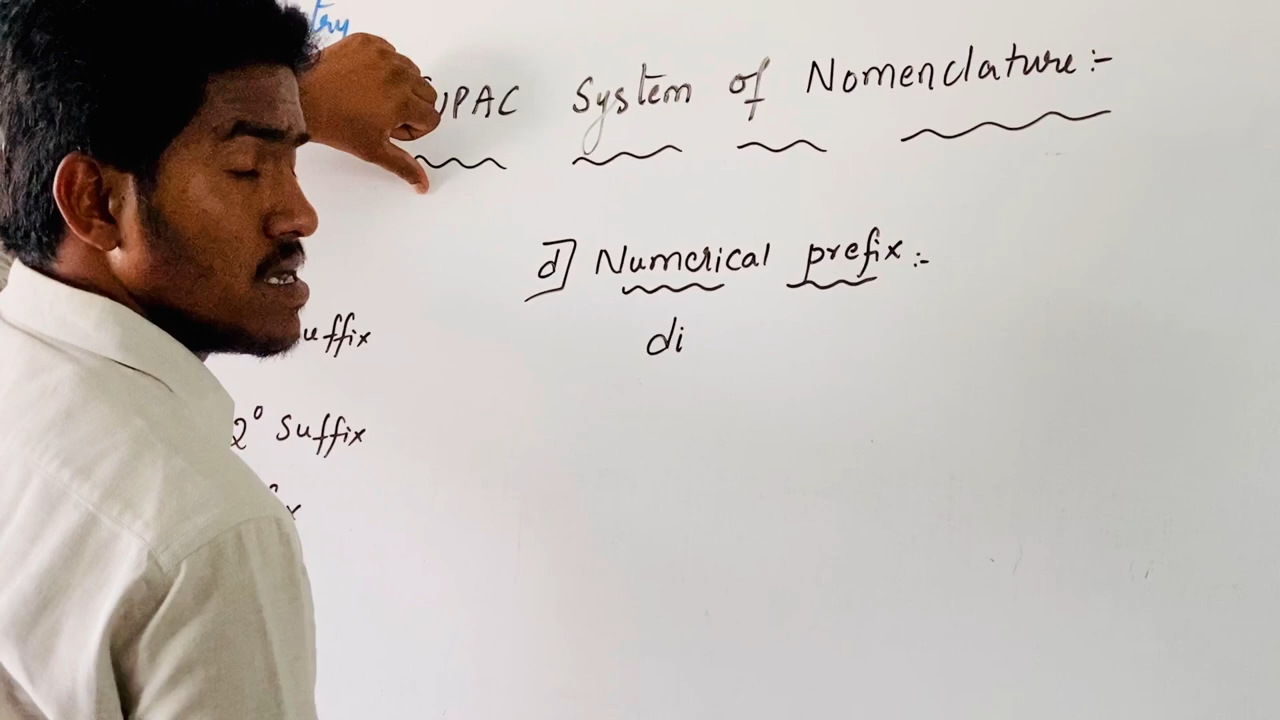 UPAC System of Nomenclature:-
d] Numerical prefix:-
di
uffix
2° Suffix
x